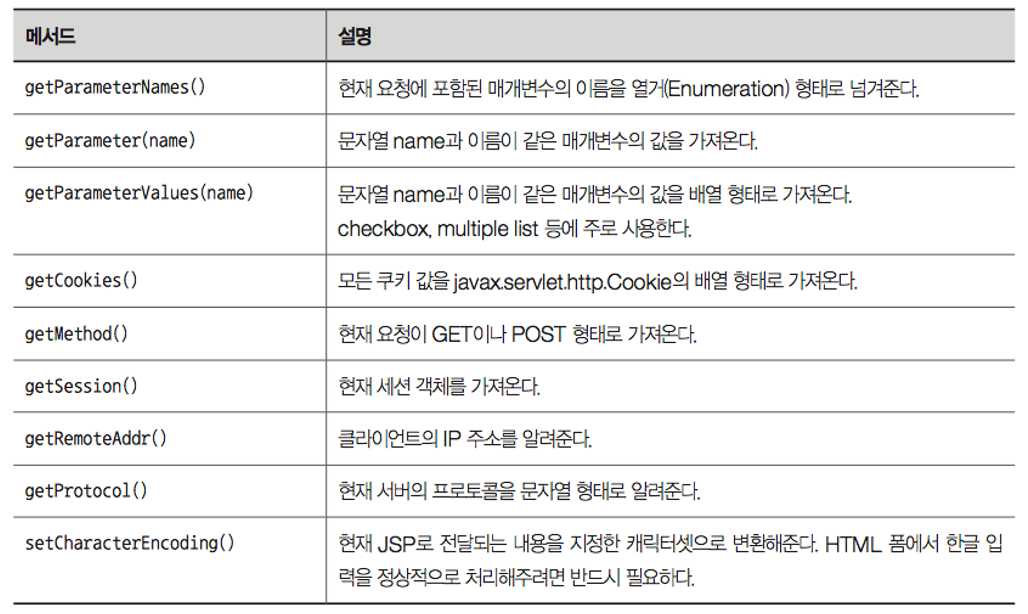 메서드 설명
getParameterNames() 현재 요청에 포함된 매개변수의 이름을 열거(Enumeration) 형태로 넘겨준다.
getParameter(name) 문자열 name과 이름이 같은 매개변수의 값을 가져온다.
getParameterValues(name) 문자열 name과 이름이 같은 매개변수의 값을 배열 형태로 가져온다.
checkbox, multiple list 등에 주로 사용한다.
getCookies() 모든 쿠키 값을 javax.servlet.http.Cookie의 배열 형태로 가져온다.
getMethod() 현재 요청이 GET이나 POST 형태로 가져온다.
getSession() 현재 세션 객체를 가져온다.
getRemoteAddr() 클라이언트의 IP 주소를 알려준다.
getProtocol() 현재 서버의 프로토콜을 문자열 형태로 알려준다.
setCharacterEncoding() 현재 JSP로 전달되는 내용을 지정한 캐릭터셋으로 변환해준다. HTML 폼에서 한글 입
력을 정상적으로 처리해주려면 반드시 필요하다.